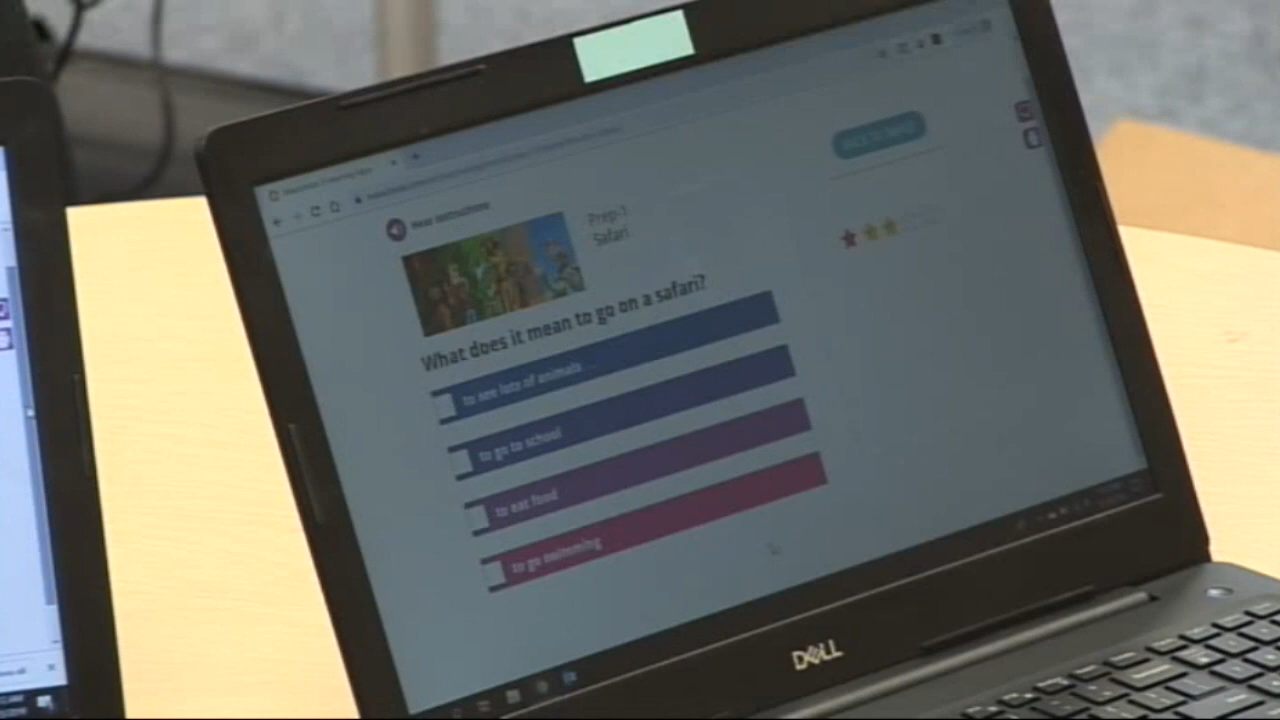 Hear instructions
Prep-1
Safari
What does it mean to go on a safari?
to see lots of animals
to go to school
to eat food
to go swimming
DELL